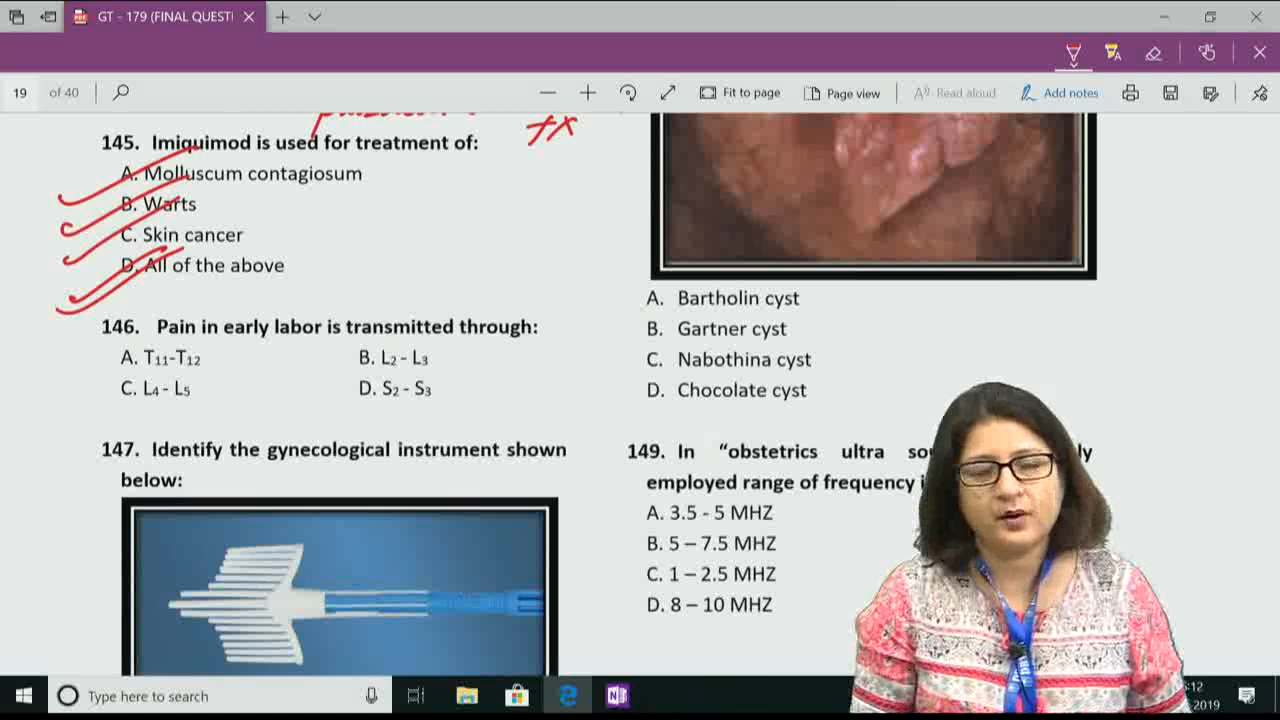 GT - 179 (FINAL QUEST
19 of 40
Fit to page
Page view
Read aloud
Add notes
145. Imiquimod is used for treatment of:
A. Molluscum contagiosum
B. Warts
C. Skin cancer
D. All of the above
146. Pain in early labor is transmitted through:
A. T11-T12 B. L2 - L3
C. L4 - L5 D. S2 - S3
147. Identify the gynecological instrument shown
below:
A. Bartholin cyst
B. Gartner cyst
C. Nabothina cyst
D. Chocolate cyst
149. In “obstetrics ultra
employed range of frequency
A. 3.5 - 5 MHZ
B. 5 – 7.5 MHZ
C. 1 – 2.5 MHZ
D. 8 – 10 MHZ
Type here to search
:12
2019